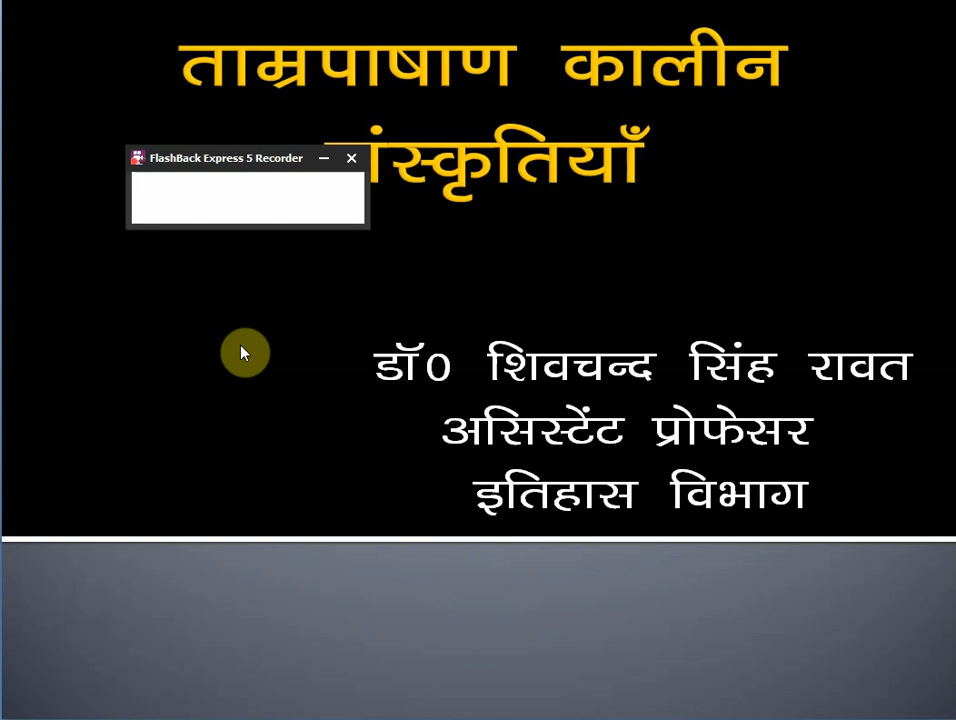 ताम्रपाषाण कालीन
संस्कृतियाँ
FlashBack Express 5 Recorder
डॉ0 शिवचन्द सिंह रावत
असिस्टेंट प्रोफेसर
इतिहास विभाग